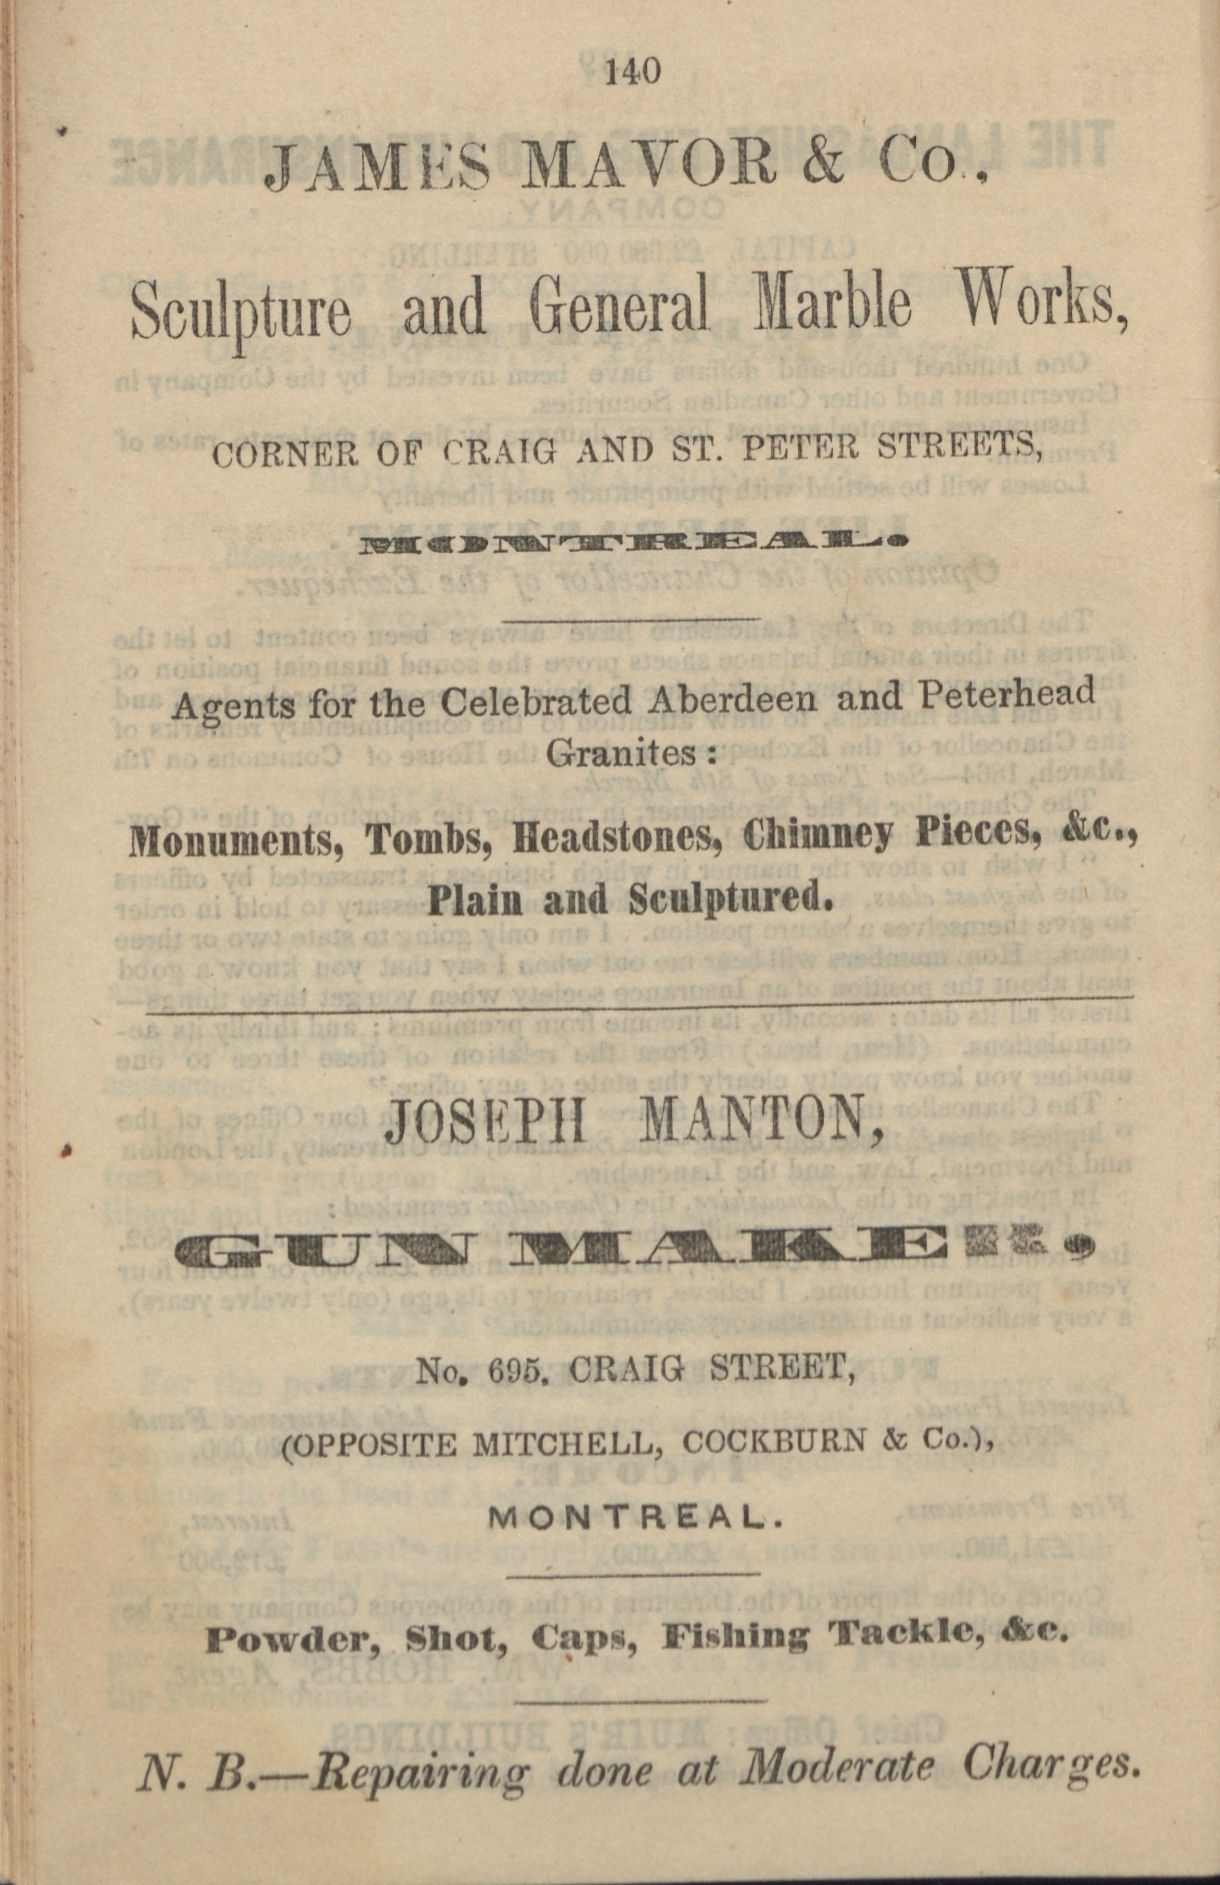 140
JAMES MAVOR & Co.,
Sculpture and General Marble Works,
CORNER OF CRAIG AND ST. PETER STREETS,
MONTREAL.
Agents for the Celebrated Aberdeen and Peterhead
Granites :
Monuments, Tombs, Headstones, Chimney Pieces, &c.,
Plain and Sculptured.
JOSEPH MANTON,
GUN MAKER.
No. 695. CRAIG STREET,
(OPPOSITE MITCHELL, COCKBURN & Co.),
MONTREAL.
Powder, Shot, Caps, Fishing Tackle, &c.
N. B.—Repairing done at Moderate Charges.